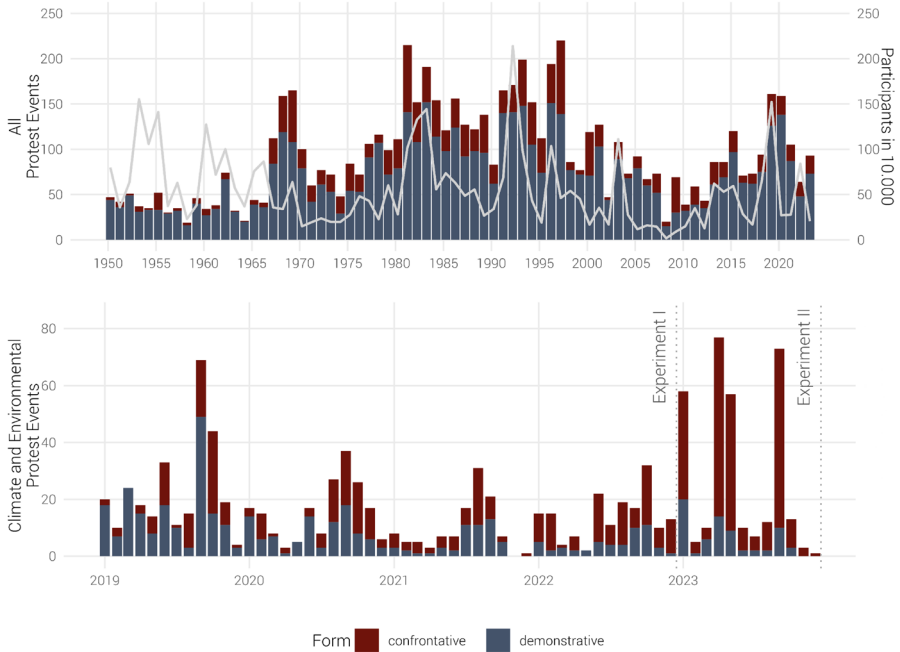 250
200
150
100
50
0
All
Protest Events
250
200
150
100
50
0
Participants in 10.000
1950 1955 1960 1965 1970 1975 1980 1985 1990 1995 2000 2005 2010 2015 2020
80
60
40
20
0
Climate and Environmental
Protest Events
Experiment I
Experiment II
2019 2020 2021 2022 2023
Form confrontative demonstrative